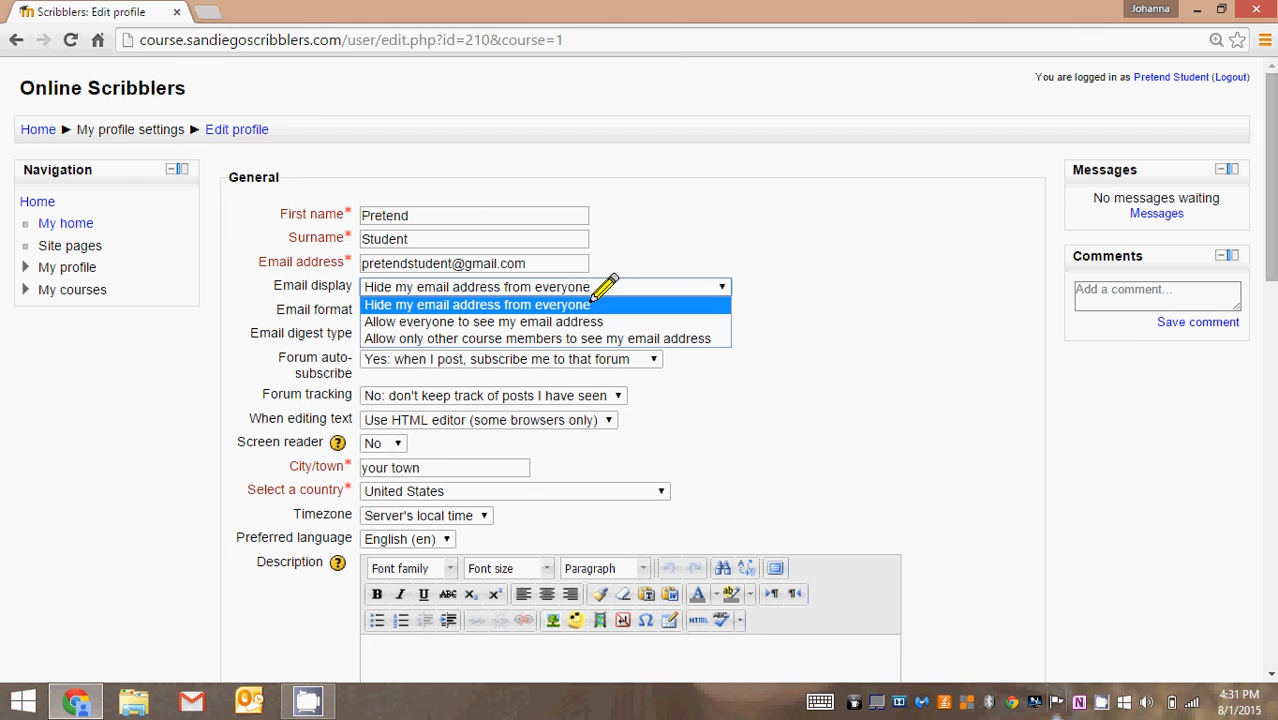 Scribblers: Edit profile
Johanna
course.sandiegoscribblers.com/user/edit.php?id=210&course=1
Online Scribblers
You are logged in as Pretend Student (Logout)
Home ► My profile settings ► Edit profile
Navigation
Home
My home
Site pages
My profile
My courses
General
First name* Pretend
Surname* Student
Email address* pretendstudent@gmail.com
Email display Hide my email address from everyone
Hide my email address from everyone
Email format
Allow everyone to see my email address
Email digest type
Allow only other course members to see my email address
Forum auto-subscribe Yes: when I post, subscribe me to that forum
Forum tracking No: don't keep track of posts I have seen
When editing text Use HTML editor (some browsers only)
Screen reader ? No
City/town* your town
Select a country* United States
Timezone Server's local time
Preferred language English (en)
Description ?
Font family Font size Paragraph
B I U ABC x₂ x² A ab
HTML ABC
Messages
No messages waiting
Messages
Comments
Add a comment...
Save comment
4:31 PM
8/1/2015